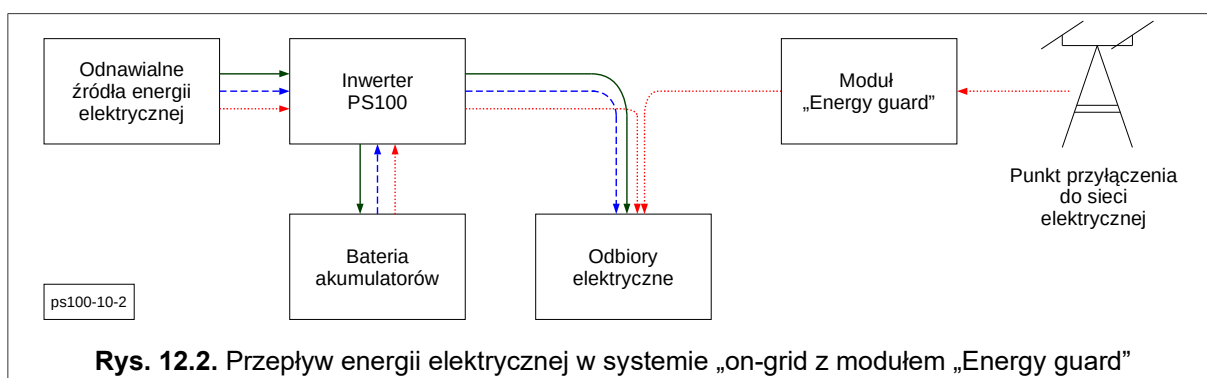 Odnawialne
źródła energii
elektrycznej
Inwerter
PS100
Moduł
„Energy guard”
Punkt przyłączenia
do sieci
elektrycznej
Bateria
akumulatorów
Odbiory
elektryczne
ps100-10-2
Rys. 12.2. Przepływ energii elektrycznej w systemie „on-grid z modułem „Energy guard”